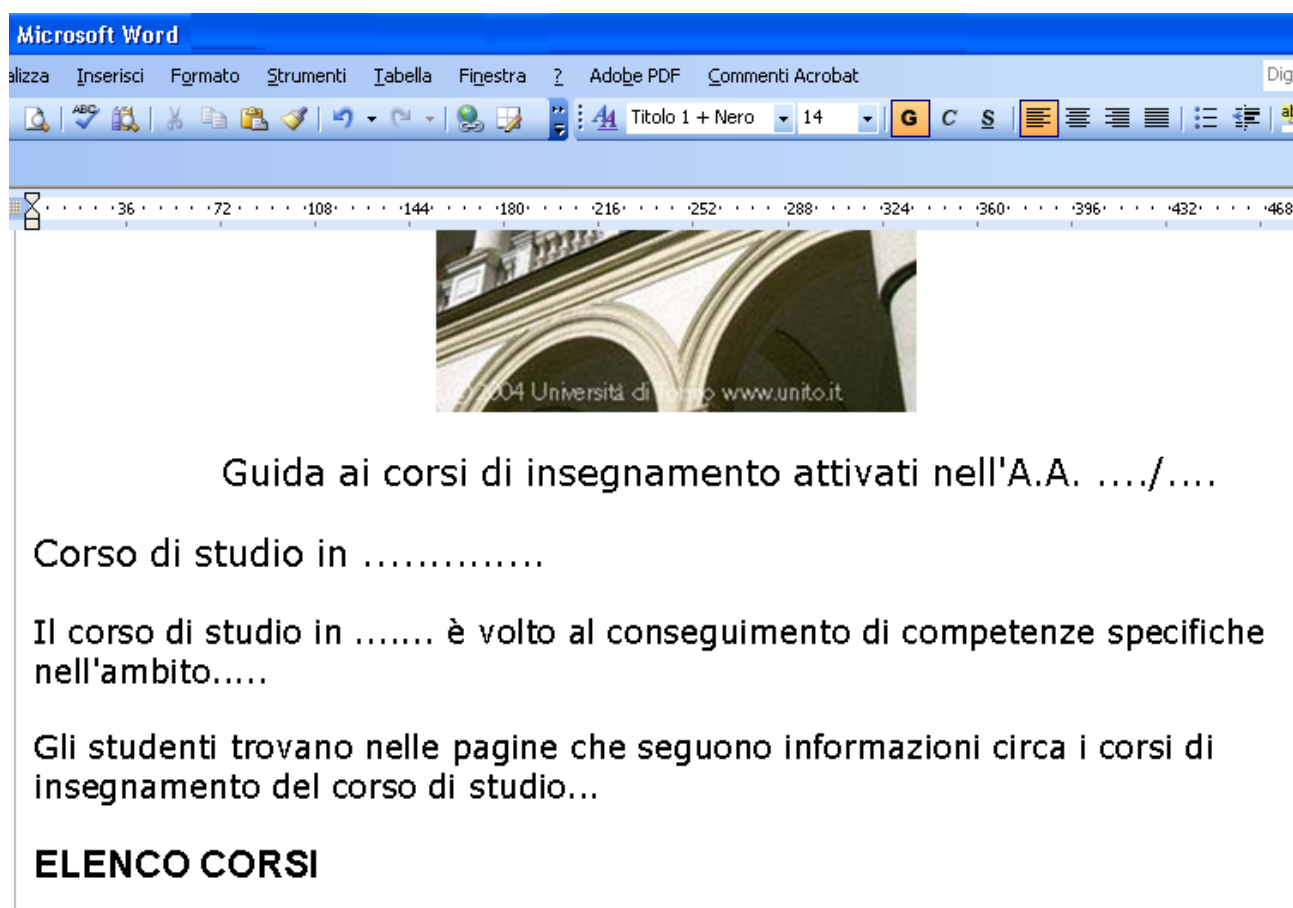 Microsoft Word
alizza Inserisci Formato Strumenti Tabella Finestra ? Adobe PDF Commenti Acrobat Dig
ABC Titolo 1 + Nero 14 G C S ab
36 72 108 144 180 216 252 288 324 360 396 432 468
© 2004 Università di Torino www.unito.it
Guida ai corsi di insegnamento attivati nell'A.A. ..../....
Corso di studio in ..............
Il corso di studio in ....... è volto al conseguimento di competenze specifiche
nell'ambito.....
Gli studenti trovano nelle pagine che seguono informazioni circa i corsi di
insegnamento del corso di studio...
ELENCO CORSI